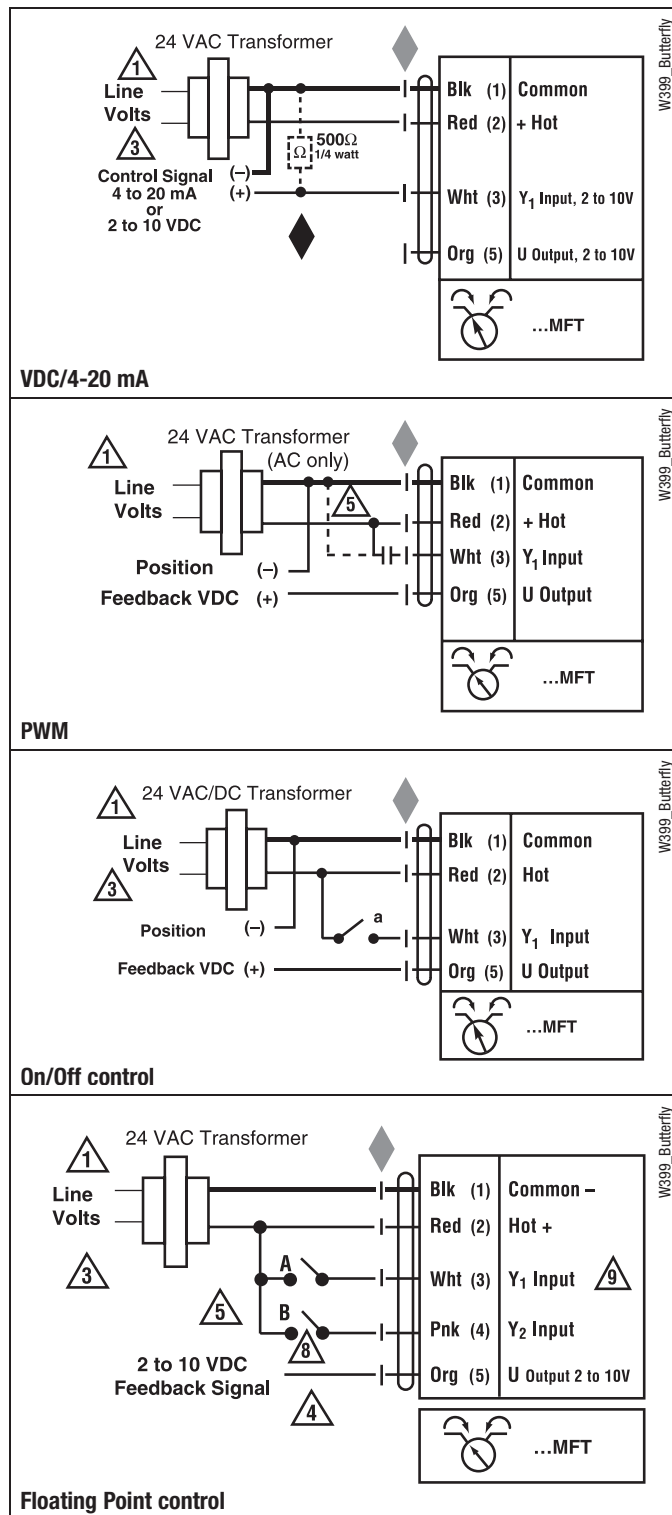 24 VAC Transformer
1
Line
Volts
3
Control Signal
4 to 20 mA
or
2 to 10 VDC
(–)
(+)
Ω
500Ω
1/4 watt
Blk (1) Common
Red (2) + Hot
Wht (3) Y1 Input, 2 to 10V
Org (5) U Output, 2 to 10V
...MFT
W399_Butterfly
VDC/4-20 mA
24 VAC Transformer
(AC only)
1
Line
Volts
5
Position (–)
Feedback VDC (+)
Blk (1) Common
Red (2) + Hot
Wht (3) Y1 Input
Org (5) U Output
...MFT
W399_Butterfly
PWM
24 VAC/DC Transformer
1
Line
Volts
3
a
Position (–)
Feedback VDC (+)
Blk (1) Common
Red (2) Hot
Wht (3) Y1 Input
Org (5) U Output
...MFT
W399_Butterfly
On/Off control
24 VAC Transformer
1
Line
Volts
3
A
5
B
8
2 to 10 VDC
Feedback Signal
4
Blk (1) Common –
Red (2) Hot +
Wht (3) Y1 Input 9
Pnk (4) Y2 Input
Org (5) U Output 2 to 10V
...MFT
W399_Butterfly
Floating Point control